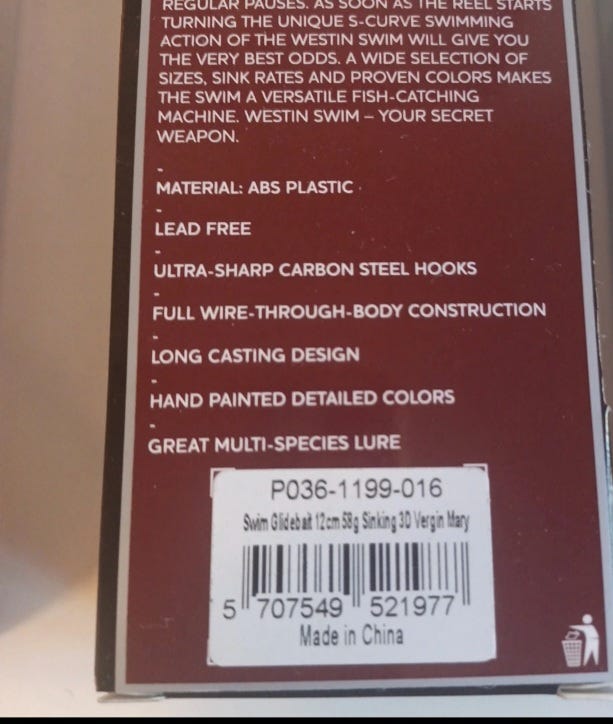 REGULAR PAUSES. AS SOON AS THE REEL STARTS
TURNING THE UNIQUE S-CURVE SWIMMING
ACTION OF THE WESTIN SWIM WILL GIVE YOU
THE VERY BEST ODDS. A WIDE SELECTION OF
SIZES, SINK RATES AND PROVEN COLORS MAKES
THE SWIM A VERSATILE FISH-CATCHING
MACHINE. WESTIN SWIM – YOUR SECRET
WEAPON.
-
MATERIAL: ABS PLASTIC
-
LEAD FREE
-
ULTRA-SHARP CARBON STEEL HOOKS
-
FULL WIRE-THROUGH-BODY CONSTRUCTION
-
LONG CASTING DESIGN
-
HAND PAINTED DETAILED COLORS
-
GREAT MULTI-SPECIES LURE
P036-1199-016
Swim Glidebait 12cm 58g Sinking 3D Vergin Mary
5 707549 521977
Made in China